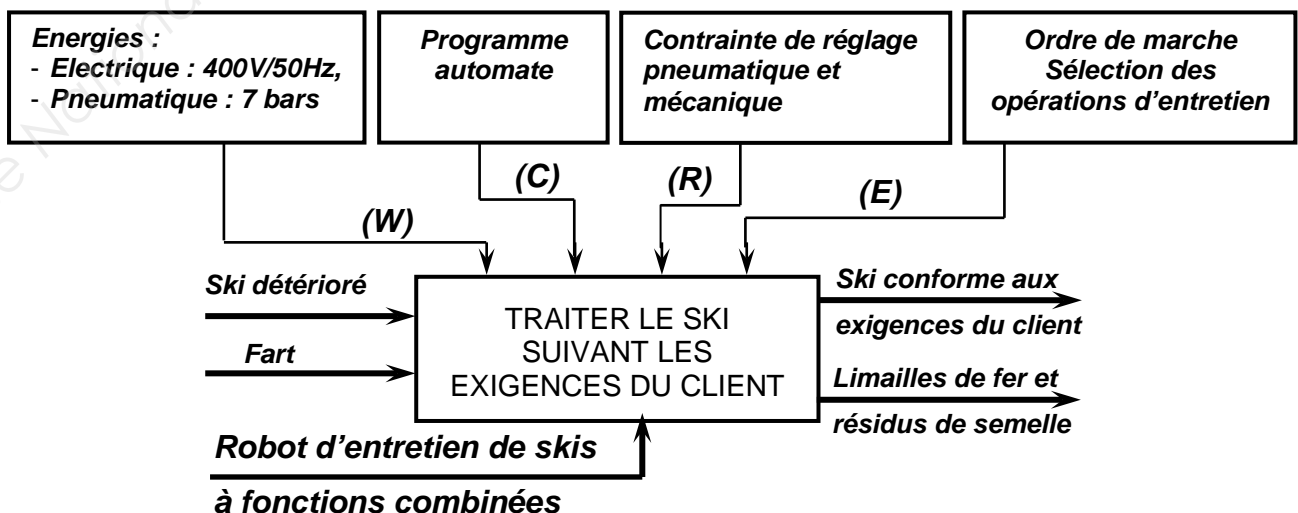 Energies :
- Electrique : 400V/50Hz,
- Pneumatique : 7 bars
Programme
automate
Contrainte de réglage
pneumatique et
mécanique
Ordre de marche
Sélection des
opérations d'entretien
(W)
(C)
(R)
(E)
Ski détérioré
Fart
TRAITER LE SKI
SUIVANT LES
EXIGENCES DU CLIENT
Ski conforme aux
exigences du client
Limailles de fer et
résidus de semelle
Robot d'entretien de skis
à fonctions combinées